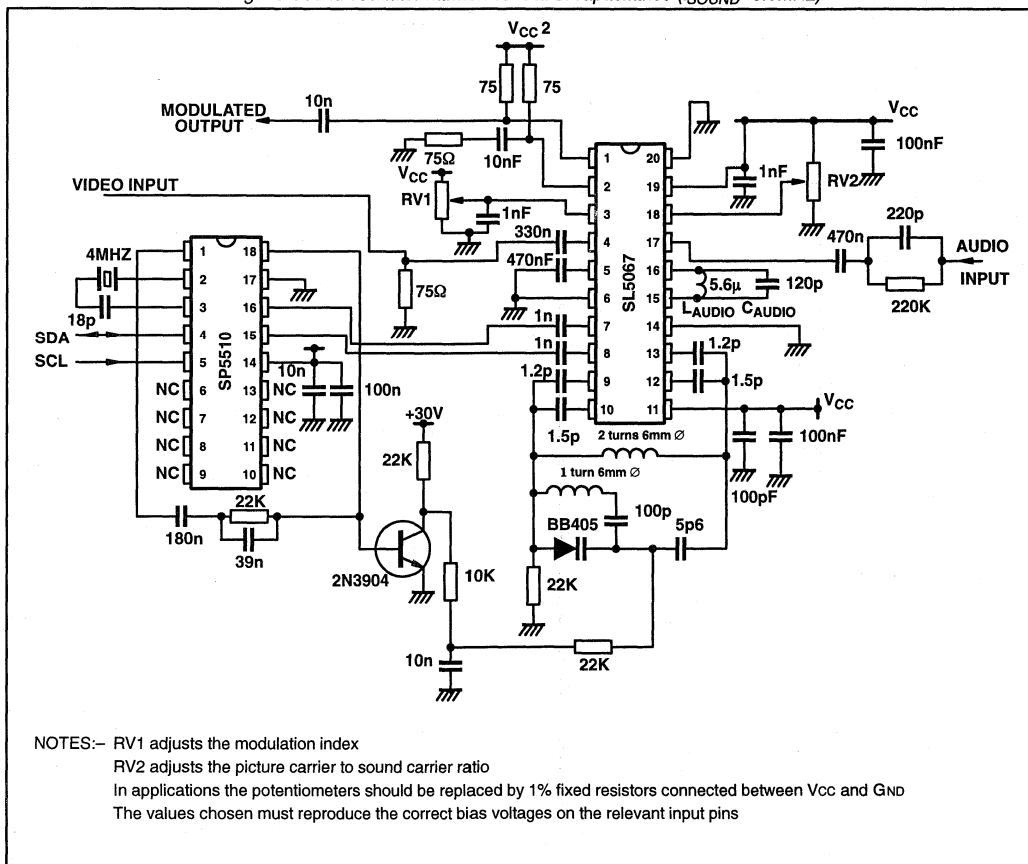 VCC 2
75
75
10n
MODULATED
OUTPUT
75Ω
10nF
VCC
RV1
1nF
VIDEO INPUT
330n
470nF
75Ω
1n
1n
1.2p
1.5p
1
2
3
4
5
6
7
8
9
10
SL5067
20
19
18
17
16
15
14
13
12
11
VCC
100nF
1nF
RV2
220p
470n
AUDIO
INPUT
220K
5.6μ
120p
LAUDIO
CAUDIO
1.2p
1.5p
VCC
100nF
100pF
4MHZ
18p
SDA
SCL
NC
NC
NC
NC
1
2
3
4
5
6
7
8
9
SP5510
18
17
16
15
14
13
12
11
10
NC
NC
NC
NC
10n
100n
+30V
22K
22K
180n
39n
2N3904
10K
10n
22K
2 turns 6mm Ø
1 turn 6mm Ø
100p
BB405
5p6
22K
NOTES:– RV1 adjusts the modulation index
RV2 adjusts the picture carrier to sound carrier ratio
In applications the potentiometers should be replaced by 1% fixed resistors connected between VCC and GND
The values chosen must reproduce the correct bias voltages on the relevant input pins